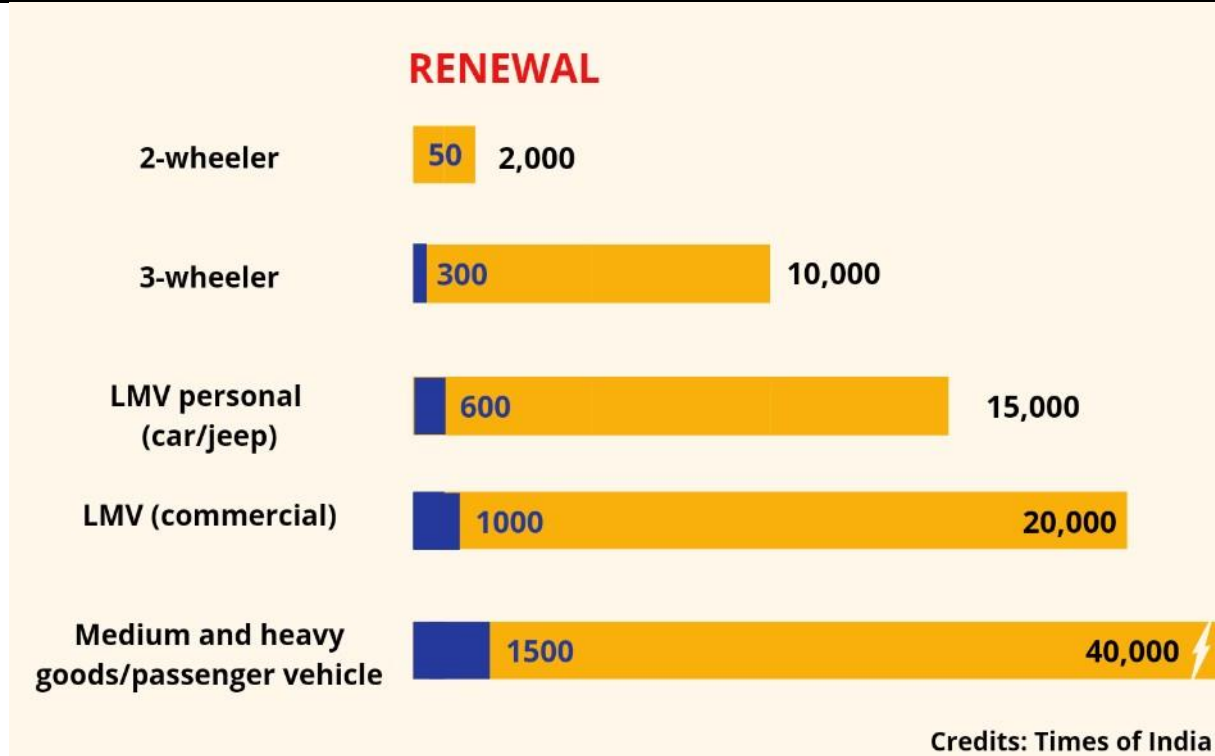 RENEWAL
2-wheeler
50 2,000
3-wheeler
300 10,000
LMV personal
(car/jeep)
600 15,000
LMV (commercial)
1000 20,000
Medium and heavy
goods/passenger vehicle
1500 40,000
Credits: Times of India